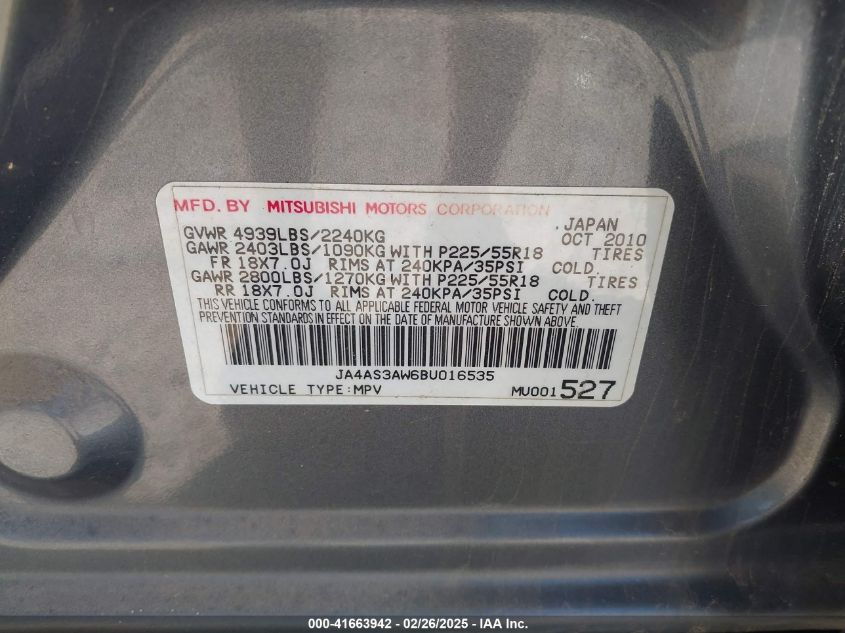 MFD. BY MITSUBISHI MOTORS CORPORATION
JAPAN
GVWR 4939LBS/2240KG OCT 2010
GAWR 2403LBS/1090KG WITH P225/55R18 TIRES
FR 18X7.0J RIMS AT 240KPA/35PSI COLD.
GAWR 2800LBS/1270KG WITH P225/55R18 TIRES
RR 18X7.0J RIMS AT 240KPA/35PSI COLD.
THIS VEHICLE CONFORMS TO ALL APPLICABLE FEDERAL MOTOR VEHICLE SAFETY AND THEFT
PREVENTION STANDARDS IN EFFECT ON THE DATE OF MANUFACTURE SHOWN ABOVE.
JA4AS3AW6BU016535
VEHICLE TYPE:MPV MU001527
000-41663942 - 02/26/2025 - IAA Inc.